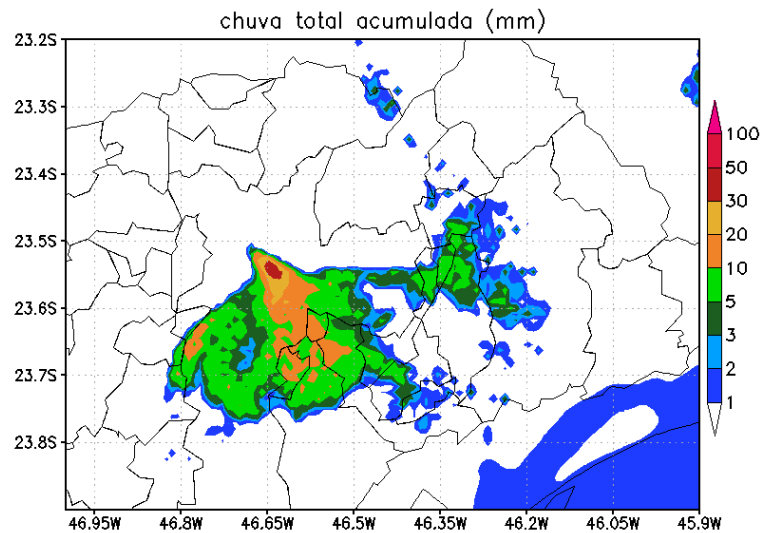 chuva total acumulada (mm)
23.2S
23.3S
23.4S
23.5S
23.6S
23.7S
23.8S
46.95W 46.8W 46.65W 46.5W 46.35W 46.2W 46.05W 45.9W
100
50
30
20
10
5
3
2
1